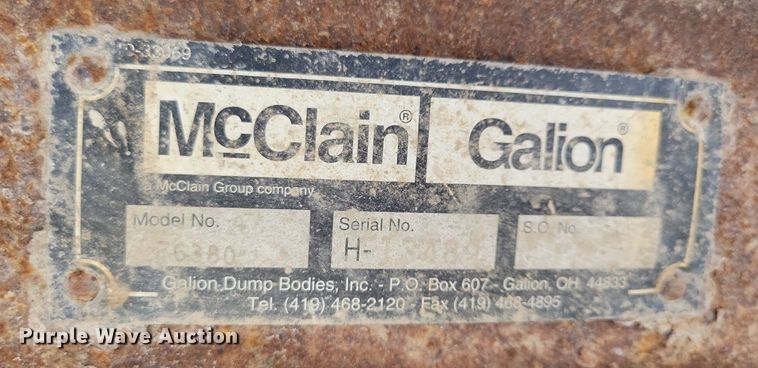 McClain® Galion®
a McClain Group company
Model No. Serial No. S.O. No.
H-
Galion Dump Bodies, Inc. - P.O. Box 607 - Galion, OH 44833
Tel. (419) 468-2120 - Fax (419) 468-4895
Purple Wave Auction